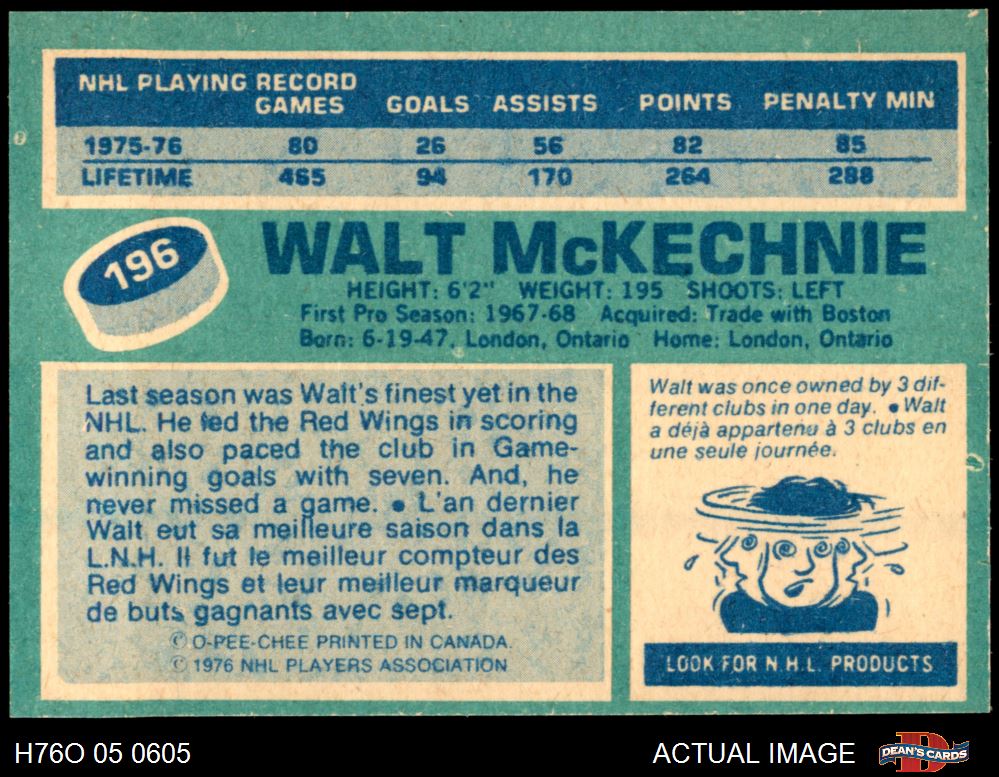 NHL PLAYING RECORD
GAMES GOALS ASSISTS POINTS PENALTY MIN
1975-76 80 26 56 82 85
LIFETIME 465 94 170 264 288
196
WALT McKECHNIE
HEIGHT: 6'2" WEIGHT: 195 SHOOTS: LEFT
First Pro Season: 1967-68 Acquired: Trade with Boston
Born: 6-19-47, London, Ontario Home: London, Ontario
Last season was Walt's finest yet in the
NHL. He led the Red Wings in scoring
and also paced the club in Game-
winning goals with seven. And, he
never missed a game. ● L'an dernier
Walt eut sa meilleure saison dans la
L.N.H. Il fut le meilleur compteur des
Red Wings et leur meilleur marqueur
de buts gagnants avec sept.
© O-PEE-CHEE PRINTED IN CANADA.
© 1976 NHL PLAYERS ASSOCIATION
Walt was once owned by 3 dif-
ferent clubs in one day. ● Walt
a déjà appartenu à 3 clubs en
une seule journée.
LOOK FOR N.H.L. PRODUCTS
H76O 05 0605
ACTUAL IMAGE
DEAN'S CARDS